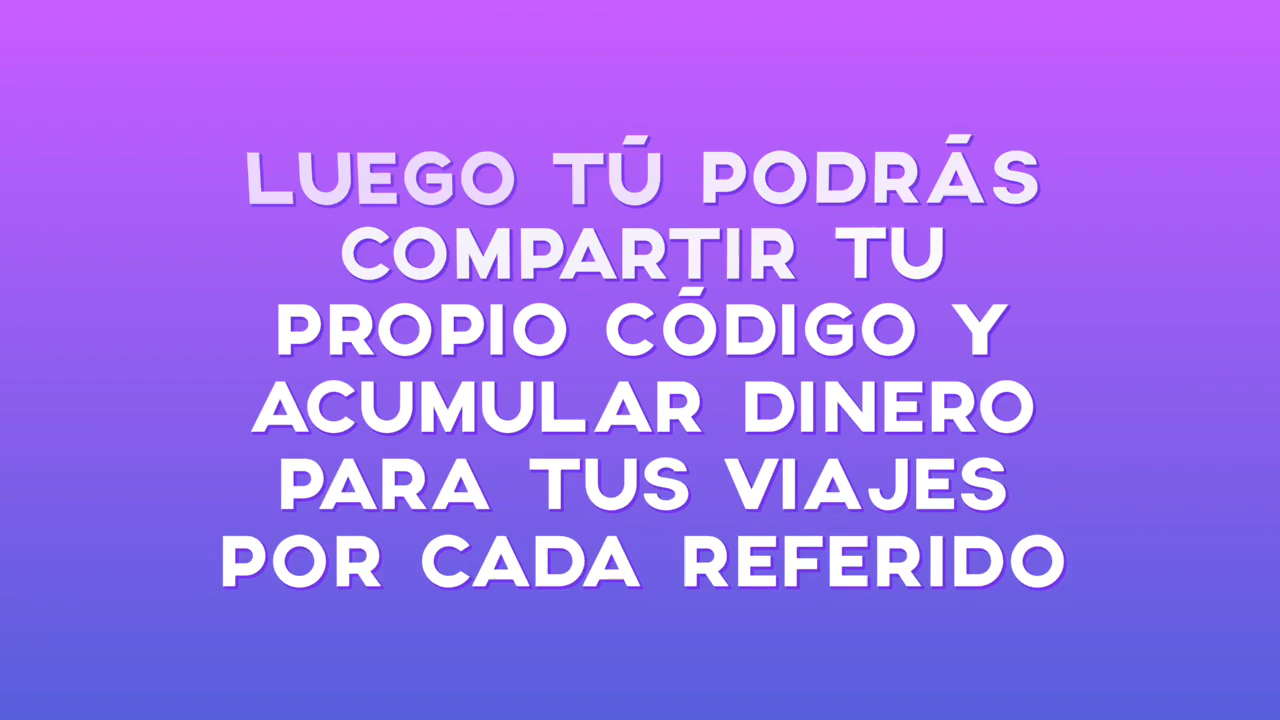 LUEGO TÚ PODRÁS
COMPARTIR TU
PROPIO CÓDIGO Y
ACUMULAR DINERO
PARA TUS VIAJES
POR CADA REFERIDO